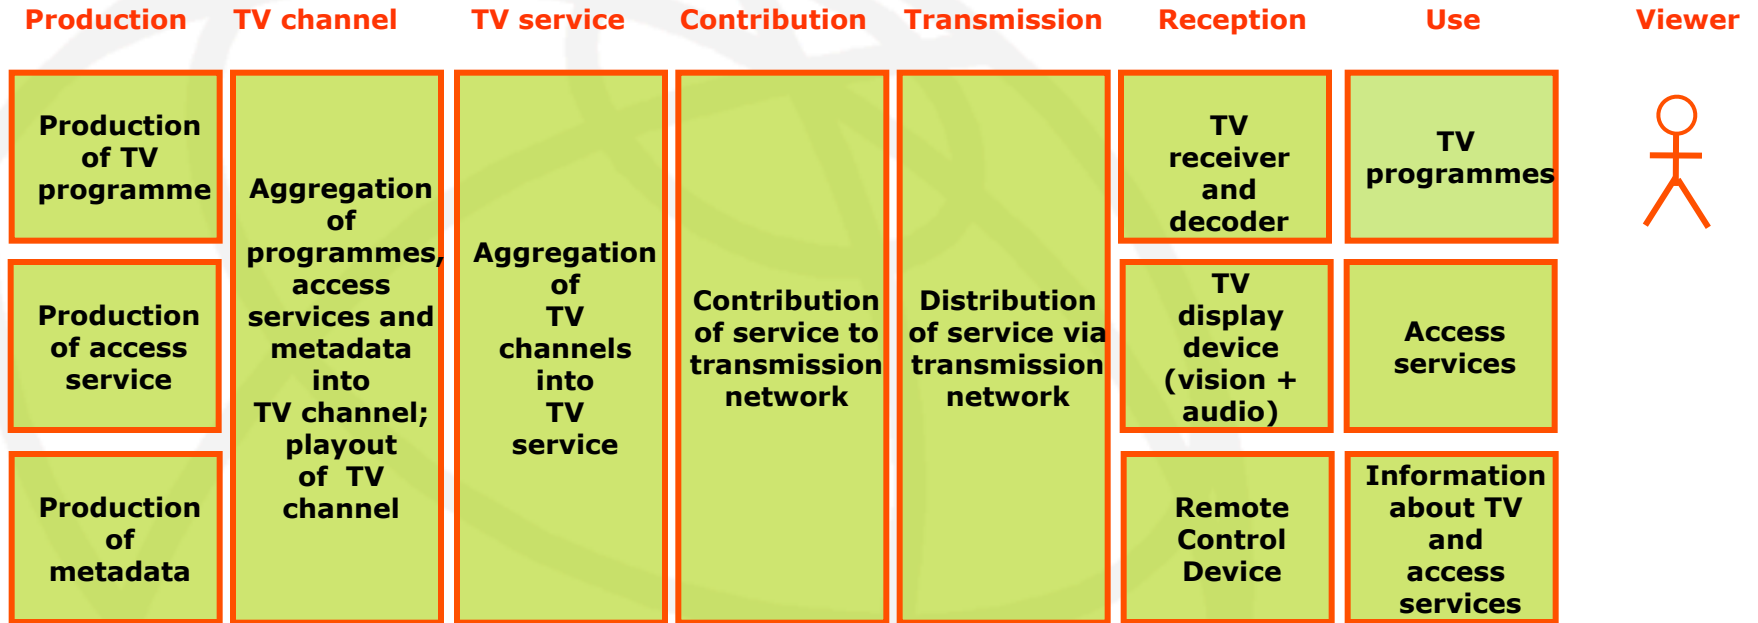 Production TV channel TV service Contribution Transmission Reception Use Viewer
Production
of TV
programme
Production
of access
service
Production
of
metadata
Aggregation
of
programmes,
access
services and
metadata
into
TV channel;
playout
of TV
channel
Aggregation
of
TV
channels
into
TV
service
Contribution
of service to
transmission
network
Distribution
of service via
transmission
network
TV
receiver
and
decoder
TV
display
device
(vision +
audio)
Remote
Control
Device
TV
programmes
Access
services
Information
about TV
and
access
services